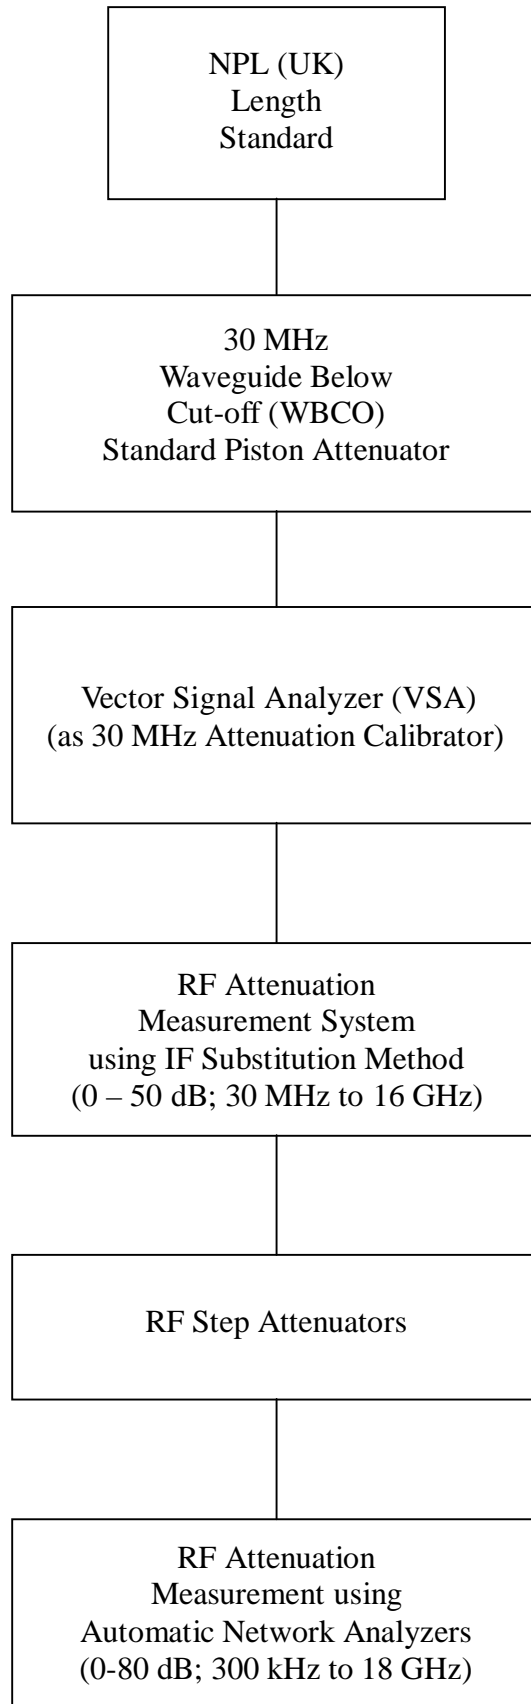 NPL (UK)
Length
Standard
30 MHz
Waveguide Below
Cut-off (WBCO)
Standard Piston Attenuator
Vector Signal Analyzer (VSA)
(as 30 MHz Attenuation Calibrator)
RF Attenuation
Measurement System
using IF Substitution Method
(0 – 50 dB; 30 MHz to 16 GHz)
RF Step Attenuators
RF Attenuation
Measurement using
Automatic Network Analyzers
(0-80 dB; 300 kHz to 18 GHz)